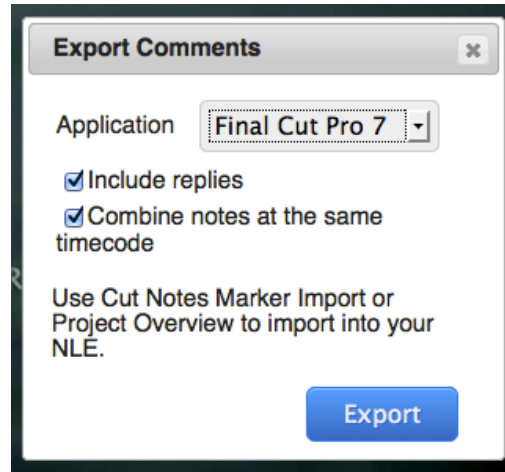 Export Comments
Application Final Cut Pro 7
Include replies
Combine notes at the same
timecode
Use Cut Notes Marker Import or
Project Overview to import into your
NLE.
Export